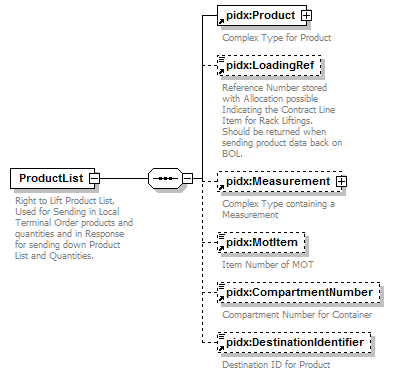 pidx:Product
Complex Type for Product
pidx:LoadingRef
Reference Number stored
with Allocation possible
Indicating the Contract Line
Item for Rack Liftings.
Should be returned when
sending product data back on
BOL.
ProductList
Right to Lift Product List,
Used for Sending in Local
Terminal Order products and
quantities and in Response
for sending down Product
List and Quantities.
pidx:Measurement
Complex Type containing a
Measurement
pidx:MotItem
Item Number of MOT
pidx:CompartmentNumber
Compartment Number for Container
pidx:DestinationIdentifier
Destination ID for Product